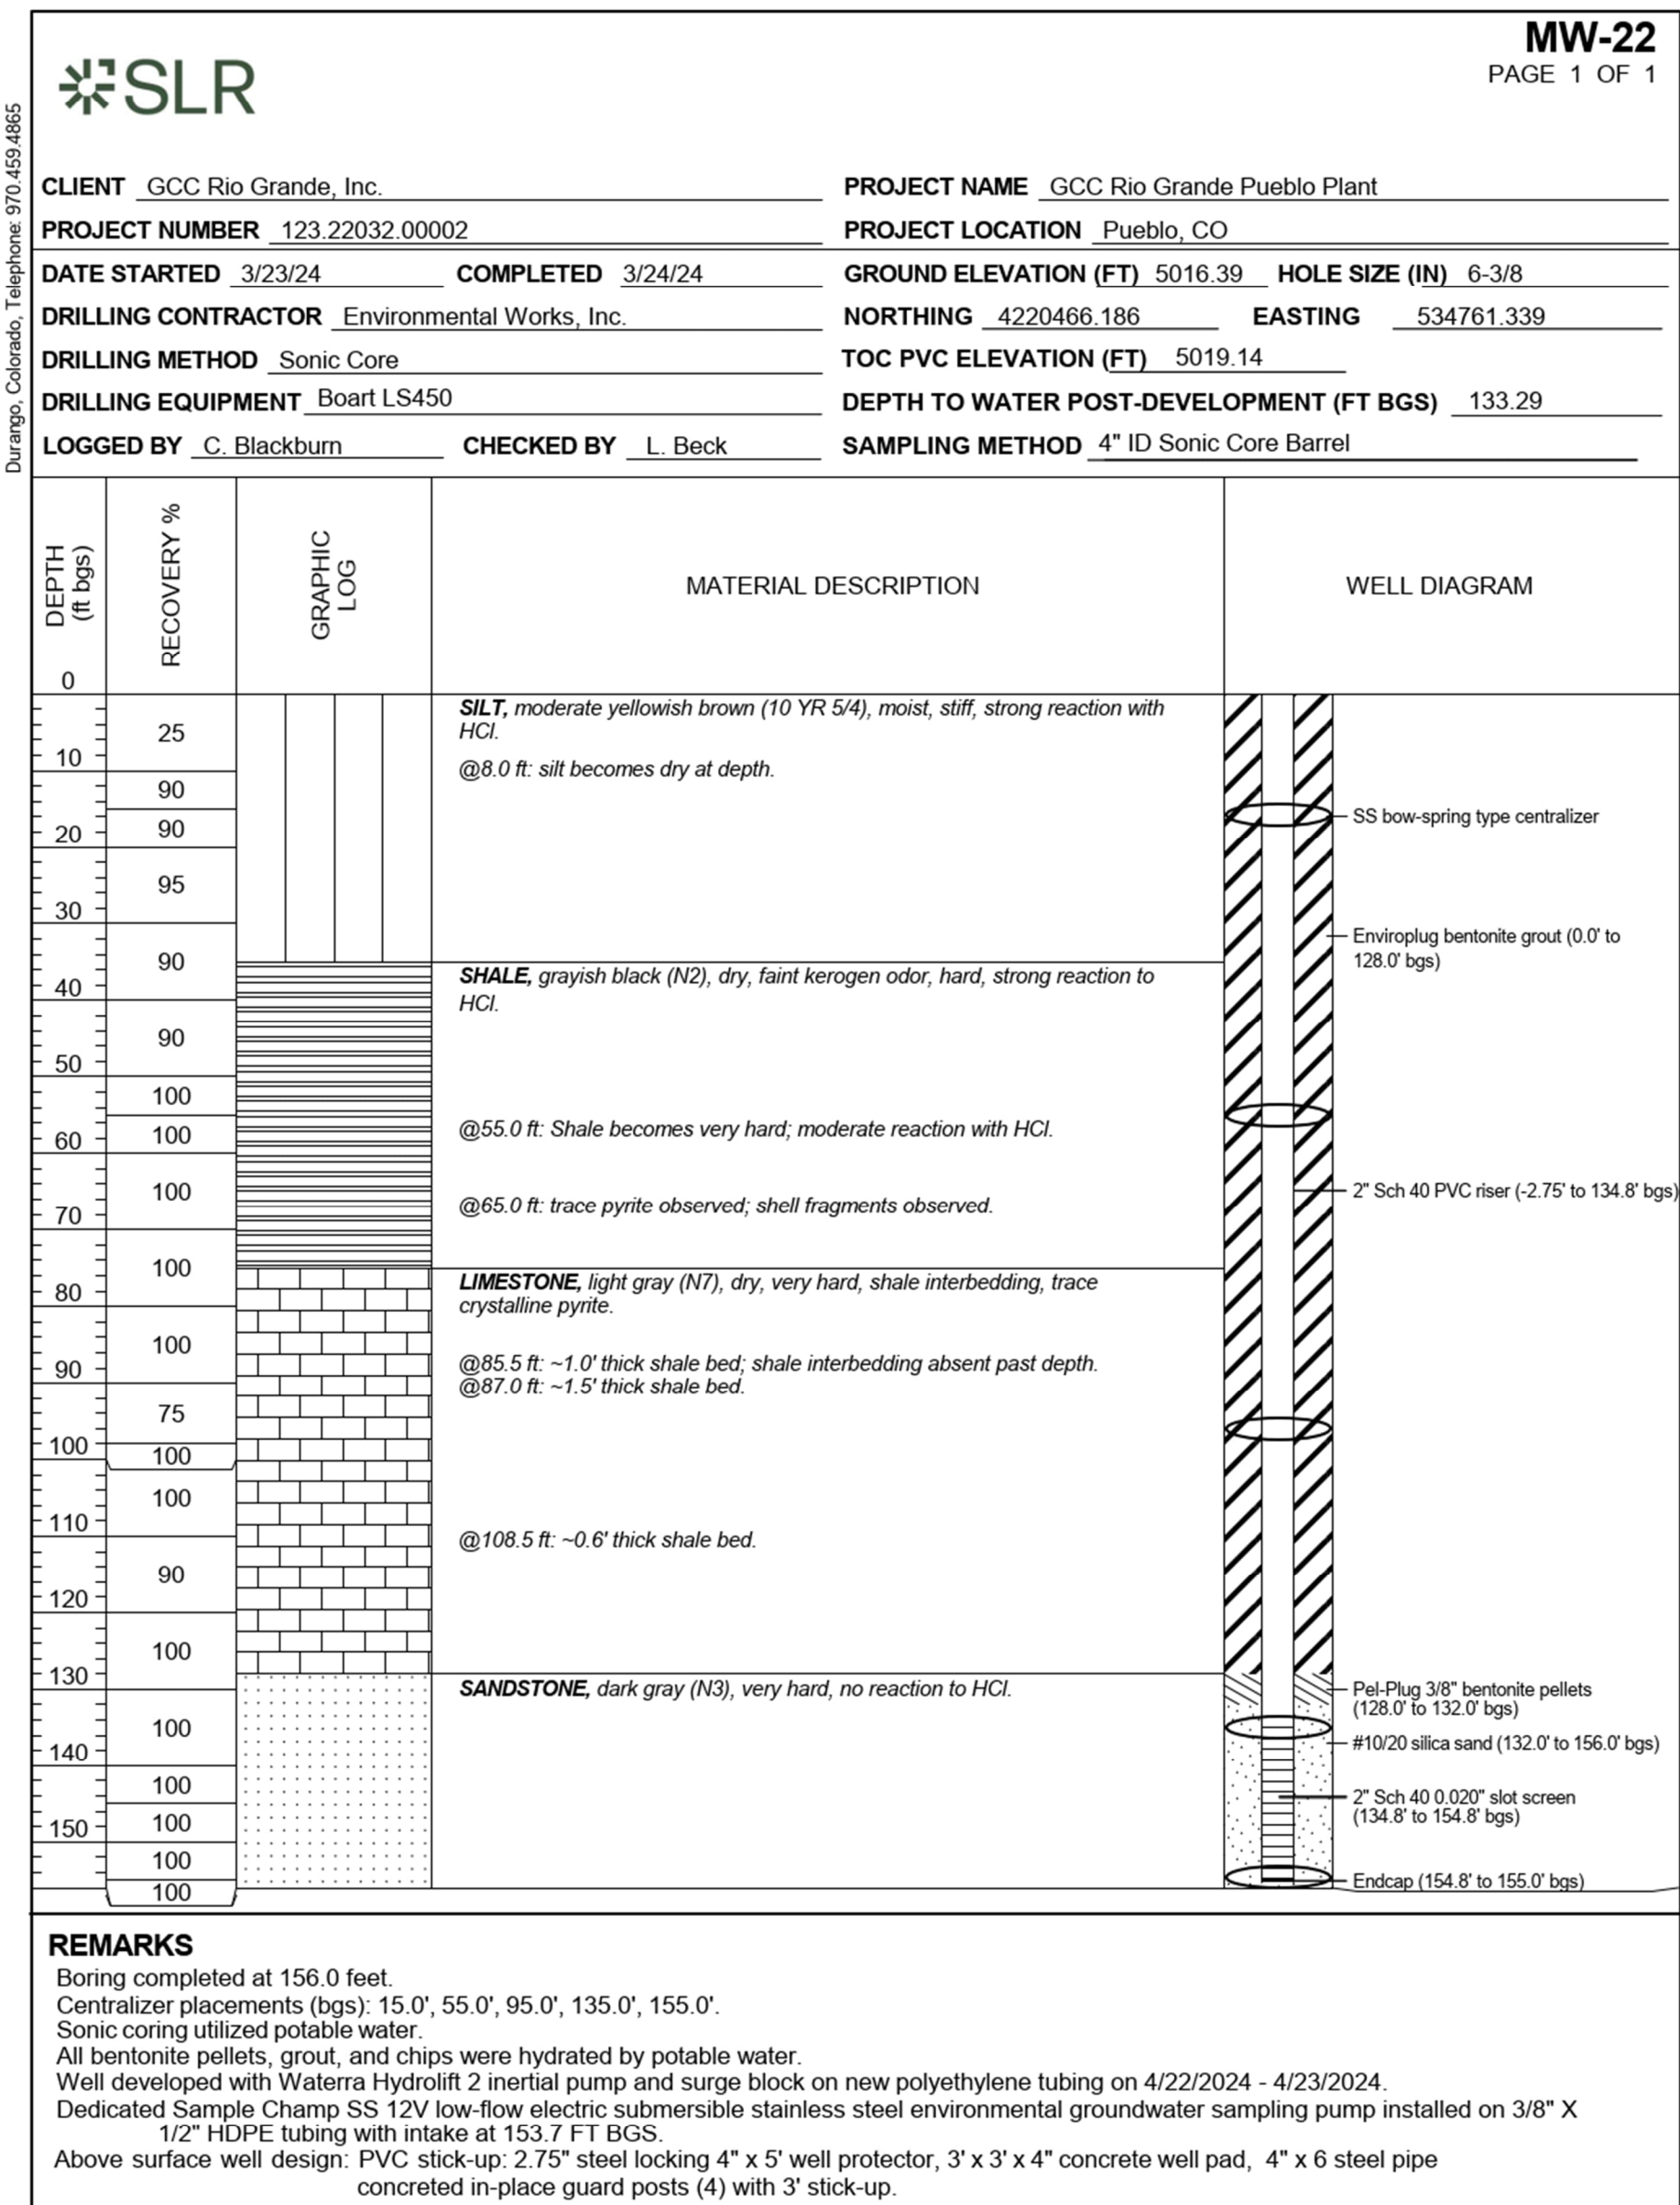 MW-22
PAGE 1 OF 1
SLR
Durango, Colorado, Telephone: 970.459.4865
CLIENT GCC Rio Grande, Inc. PROJECT NAME GCC Rio Grande Pueblo Plant
PROJECT NUMBER 123.22032.00002 PROJECT LOCATION Pueblo, CO
DATE STARTED 3/23/24 COMPLETED 3/24/24 GROUND ELEVATION (FT) 5016.39 HOLE SIZE (IN) 6-3/8
DRILLING CONTRACTOR Environmental Works, Inc. NORTHING 4220466.186 EASTING 534761.339
DRILLING METHOD Sonic Core TOC PVC ELEVATION (FT) 5019.14
DRILLING EQUIPMENT Boart LS450 DEPTH TO WATER POST-DEVELOPMENT (FT BGS) 133.29
LOGGED BY C. Blackburn CHECKED BY L. Beck SAMPLING METHOD 4" ID Sonic Core Barrel
DEPTH
(ft bgs)
RECOVERY %
GRAPHIC
LOG
MATERIAL DESCRIPTION
WELL DIAGRAM
0
10
20
30
40
50
60
70
80
90
100
110
120
130
140
150
25
90
90
95
90
90
100
100
100
100
100
75
100
100
90
100
100
100
100
100
100
SILT, moderate yellowish brown (10 YR 5/4), moist, stiff, strong reaction with
HCl.
@8.0 ft: silt becomes dry at depth.
SHALE, grayish black (N2), dry, faint kerogen odor, hard, strong reaction to
HCl.
@55.0 ft: Shale becomes very hard; moderate reaction with HCl.
@65.0 ft: trace pyrite observed; shell fragments observed.
LIMESTONE, light gray (N7), dry, very hard, shale interbedding, trace
crystalline pyrite.
@85.5 ft: ~1.0' thick shale bed; shale interbedding absent past depth.
@87.0 ft: ~1.5' thick shale bed.
@108.5 ft: ~0.6' thick shale bed.
SANDSTONE, dark gray (N3), very hard, no reaction to HCl.
SS bow-spring type centralizer
Enviroplug bentonite grout (0.0' to
128.0' bgs)
2" Sch 40 PVC riser (-2.75' to 134.8' bgs)
Pel-Plug 3/8" bentonite pellets
(128.0' to 132.0' bgs)
#10/20 silica sand (132.0' to 156.0' bgs)
2" Sch 40 0.020" slot screen
(134.8' to 154.8' bgs)
Endcap (154.8' to 155.0' bgs)
REMARKS
Boring completed at 156.0 feet.
Centralizer placements (bgs): 15.0', 55.0', 95.0', 135.0', 155.0'.
Sonic coring utilized potable water.
All bentonite pellets, grout, and chips were hydrated by potable water.
Well developed with Waterra Hydrolift 2 inertial pump and surge block on new polyethylene tubing on 4/22/2024 - 4/23/2024.
Dedicated Sample Champ SS 12V low-flow electric submersible stainless steel environmental groundwater sampling pump installed on 3/8" X
1/2" HDPE tubing with intake at 153.7 FT BGS.
Above surface well design: PVC stick-up: 2.75" steel locking 4" x 5' well protector, 3' x 3' x 4" concrete well pad, 4" x 6 steel pipe
concreted in-place guard posts (4) with 3' stick-up.